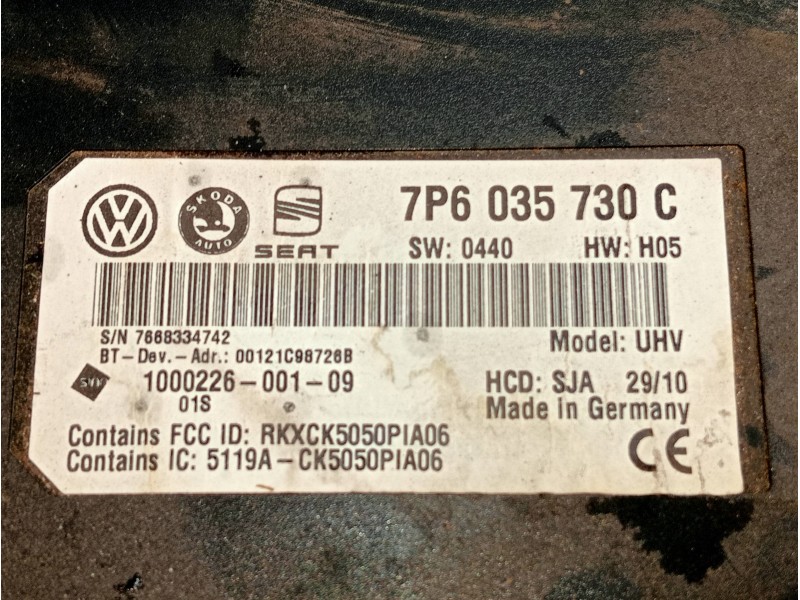 VW SKODA AUTO SEAT 7P6 035 730 C
SW: 0440 HW: H05
S/N 7668334742
Model: UHV
BT-Dev.-Adr.: 00121C98726B
1000226-001-09
HCD: SJA 29/10
01S
Made in Germany
Contains FCC ID: RKXCK5050PIA06
Contains IC: 5119A-CK5050PIA06
CE